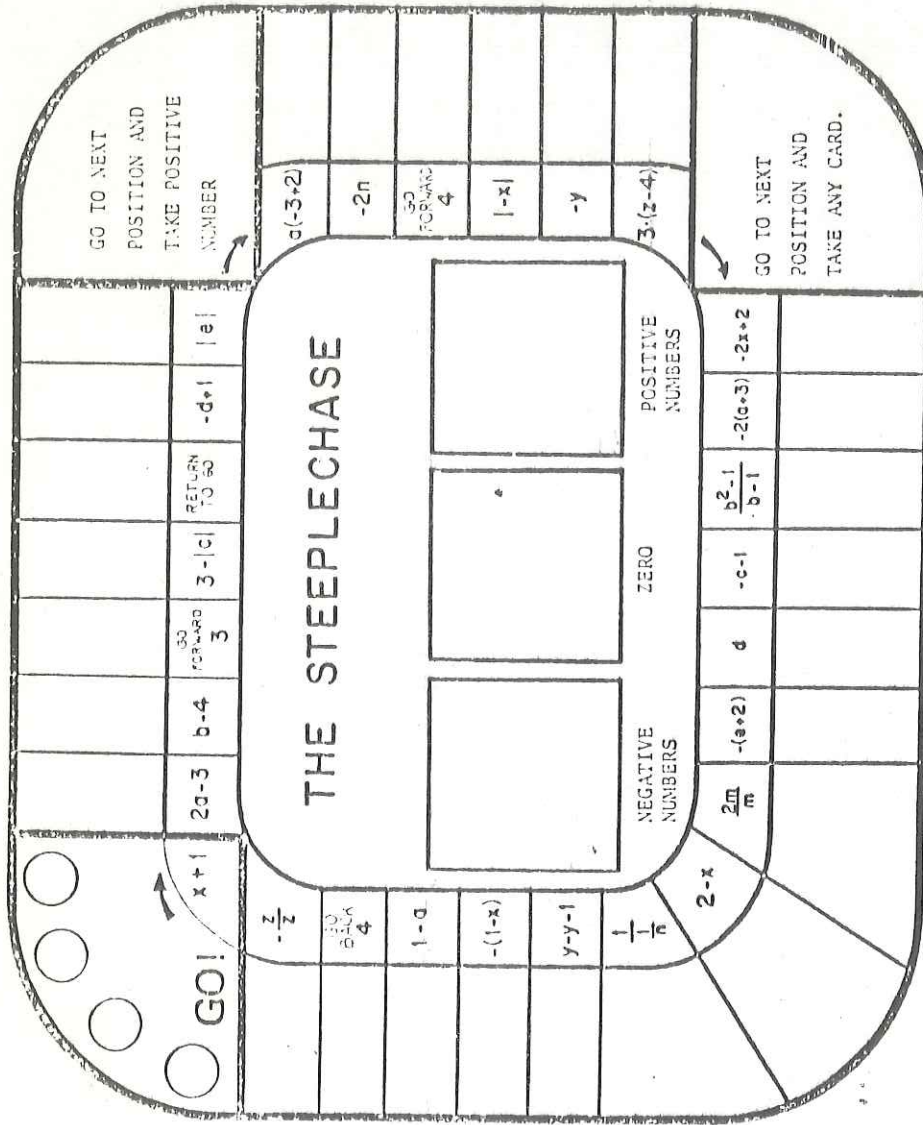 GO!
x+1
2a-3
b-4
GO
FORWARD
3
3-|c|
RETURN
TO GO
-d+1
|e|
GO TO NEXT
POSITION AND
TAKE POSITIVE
NUMBER
a(-3+2)
-2n
GO
FORWARD
4
|-x|
-y
3·(z-4)
GO TO NEXT
POSITION AND
TAKE ANY CARD.
-2x+2
-2(a+3)
b²-1
b-1
-c-1
d
-(e+2)
2m
m
2-x
1
1
n
y-y-1
-(1-x)
1-a
GO
BACK
4
-z
z
THE STEEPLECHASE
NEGATIVE
NUMBERS
ZERO
POSITIVE
NUMBERS